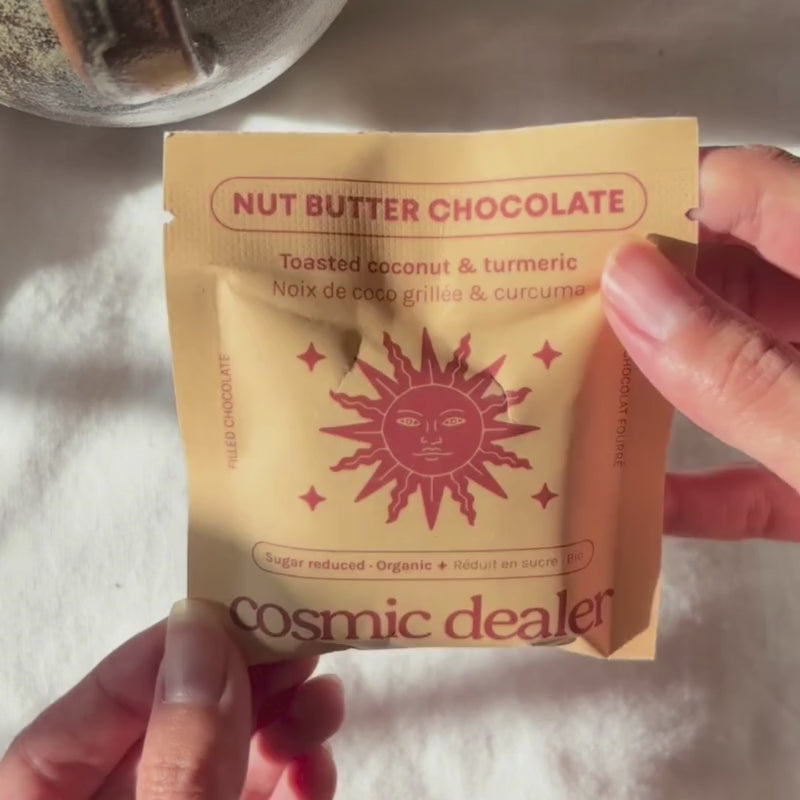 NUT BUTTER CHOCOLATE
Toasted coconut & turmeric
Noix de coco grillée & curcuma
FILLED CHOCOLATE
CHOCOLAT FOURRÉ
Sugar reduced · Organic ✦ Réduit en sucre · Bio
cosmic dealer